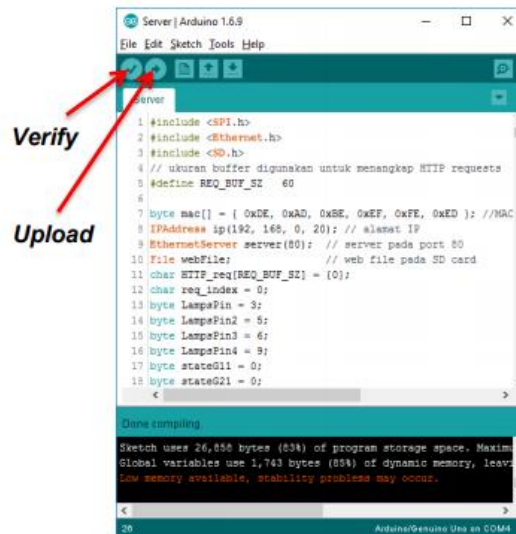 Server | Arduino 1.6.9
File Edit Sketch Tools Help
Verify
Upload
Server
1 #include <SPI.h>
2 #include <Ethernet.h>
3 #include <SD.h>
4 // ukuran buffer digunakan untuk menangkap HTTP requests
5 #define REQ_BUF_SZ 60
6
7 byte mac[] = { 0xDE, 0xAD, 0xBE, 0xEF, 0xFE, 0xED }; //MAC
8 IPAddress ip(192, 168, 0, 20); // alamat IP
9 EthernetServer server(80); // server pada port 80
10 File webFile; // web file pada SD card
11 char HTTP_req[REQ_BUF_SZ] = {0};
12 char req_index = 0;
13 byte LampsPin = 3;
14 byte LampsPin2 = 5;
15 byte LampsPin3 = 6;
16 byte LampsPin4 = 9;
17 byte stateG11 = 0;
18 byte stateG21 = 0;
Done compiling.
Sketch uses 26,858 bytes (83%) of program storage space. Maximu
Global variables use 1,743 bytes (85%) of dynamic memory, leavi
Low memory available, stability problems may occur.
26
Arduino/Genuino Uno on COM4